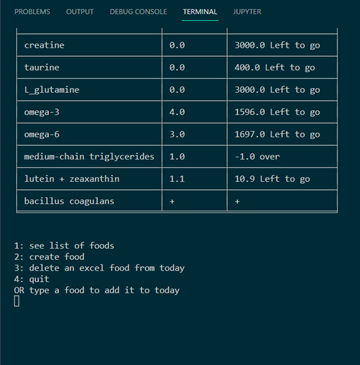 PROBLEMS OUTPUT DEBUG CONSOLE TERMINAL JUPYTER
creatine 0.0 3000.0 Left to go
taurine 0.0 400.0 Left to go
L_glutamine 0.0 3000.0 Left to go
omega-3 4.0 1596.0 Left to go
omega-6 3.0 1697.0 Left to go
medium-chain triglycerides 1.0 -1.0 over
lutein + zeaxanthin 1.1 10.9 Left to go
bacillus coagulans + +
1: see list of foods
2: create food
3: delete an excel food from today
4: quit
OR type a food to add it to today